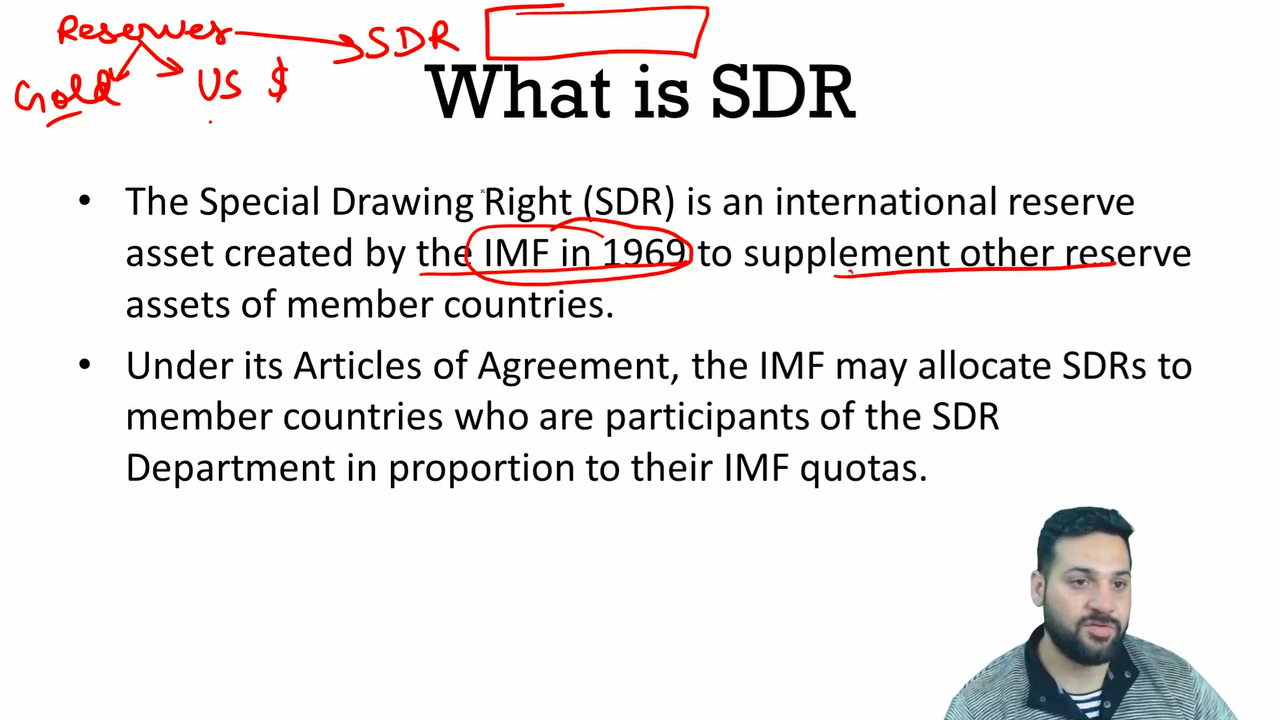 Reserves SDR
Gold US $
What is SDR
• The Special Drawing Right (SDR) is an international reserve
asset created by the IMF in 1969 to supplement other reserve
assets of member countries.
• Under its Articles of Agreement, the IMF may allocate SDRs to
member countries who are participants of the SDR
Department in proportion to their IMF quotas.